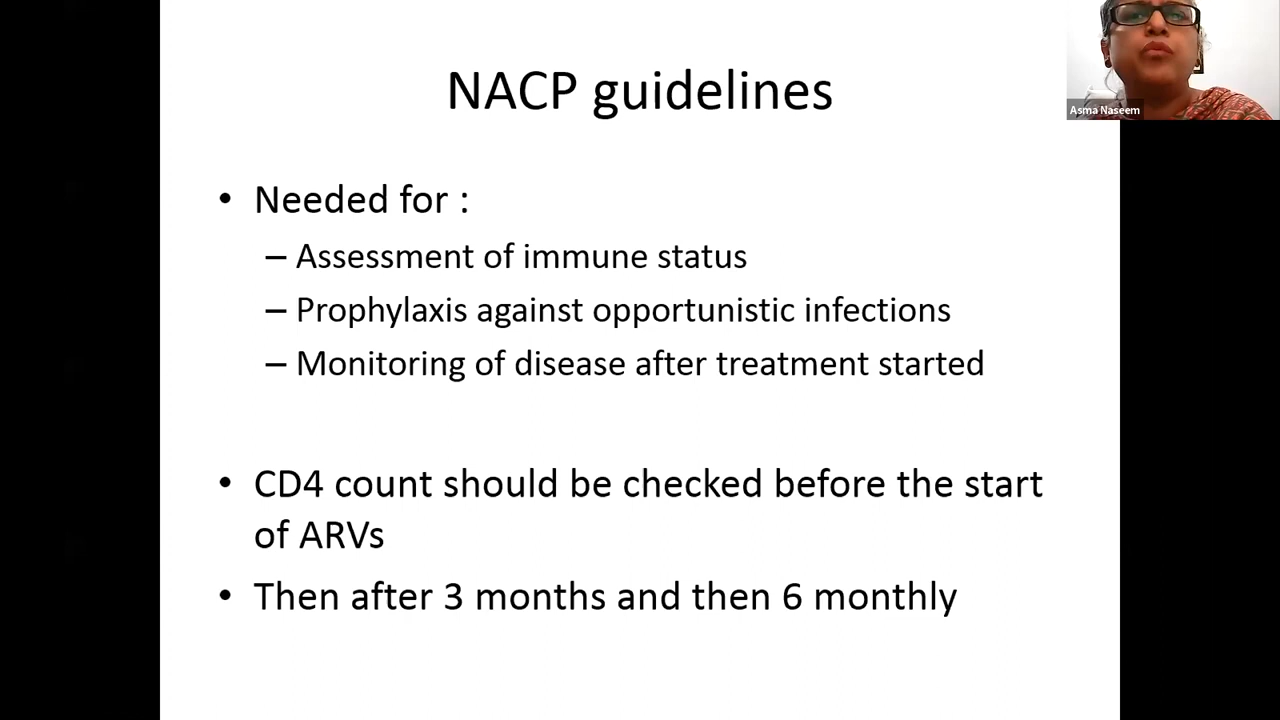 NACP guidelines
Asma Naseem
• Needed for :
– Assessment of immune status
– Prophylaxis against opportunistic infections
– Monitoring of disease after treatment started
• CD4 count should be checked before the start
of ARVs
• Then after 3 months and then 6 monthly